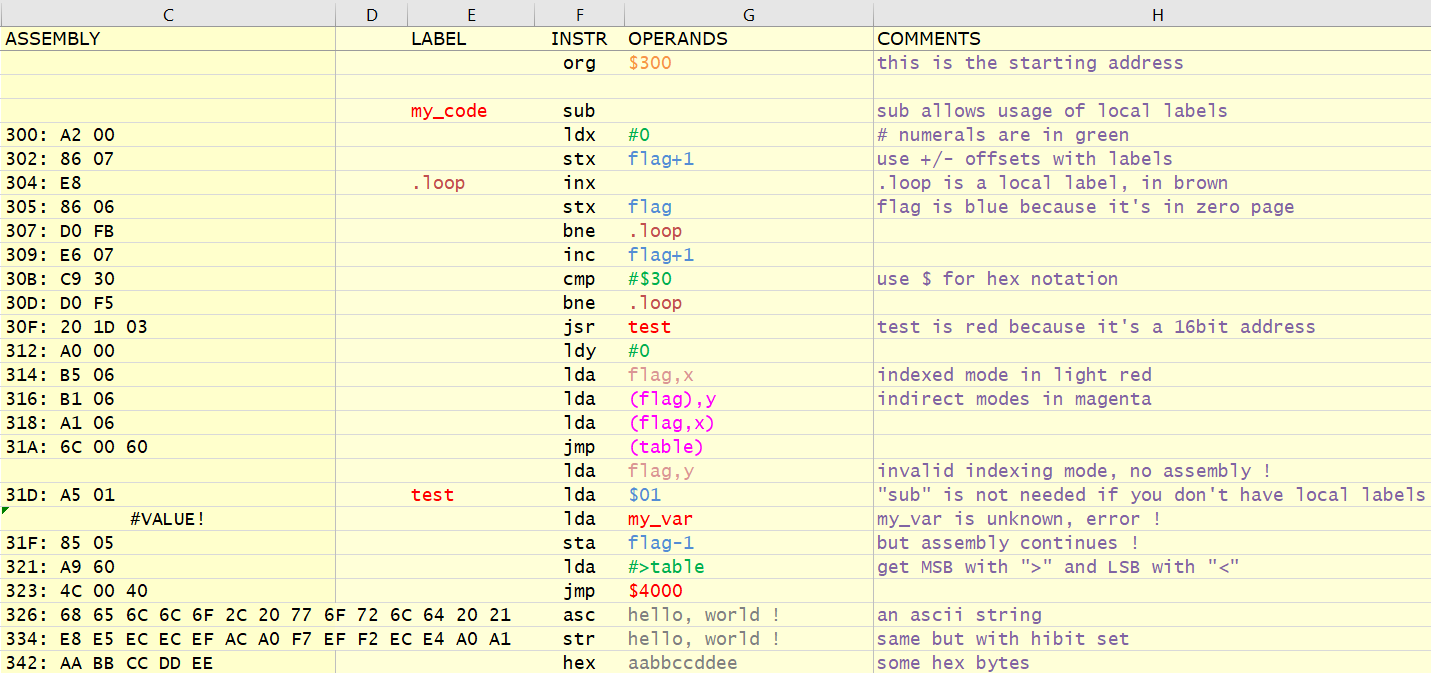 C D E F G H
ASSEMBLY LABEL INSTR OPERANDS COMMENTS
org $300 this is the starting address
my_code sub sub allows usage of local labels
300: A2 00 ldx #0 # numerals are in green
302: 86 07 stx flag+1 use +/- offsets with labels
304: E8 .loop inx .loop is a local label, in brown
305: 86 06 stx flag flag is blue because it's in zero page
307: D0 FB bne .loop
309: E6 07 inc flag+1
30B: C9 30 cmp #$30 use $ for hex notation
30D: D0 F5 bne .loop
30F: 20 1D 03 jsr test test is red because it's a 16bit address
312: A0 00 ldy #0
314: B5 06 lda flag,x indexed mode in light red
316: B1 06 lda (flag),y indirect modes in magenta
318: A1 06 lda (flag,x)
31A: 6C 00 60 jmp (table)
lda flag,y invalid indexing mode, no assembly !
31D: A5 01 test lda $01 "sub" is not needed if you don't have local labels
#VALUE! lda my_var my_var is unknown, error !
31F: 85 05 sta flag-1 but assembly continues !
321: A9 60 lda #>table get MSB with ">" and LSB with "<"
323: 4C 00 40 jmp $4000
326: 68 65 6C 6C 6F 2C 20 77 6F 72 6C 64 20 21 asc hello, world ! an ascii string
334: E8 E5 EC EC EF AC A0 F7 EF F2 EC E4 A0 A1 str hello, world ! same but with hibit set
342: AA BB CC DD EE hex aabbccddee some hex bytes